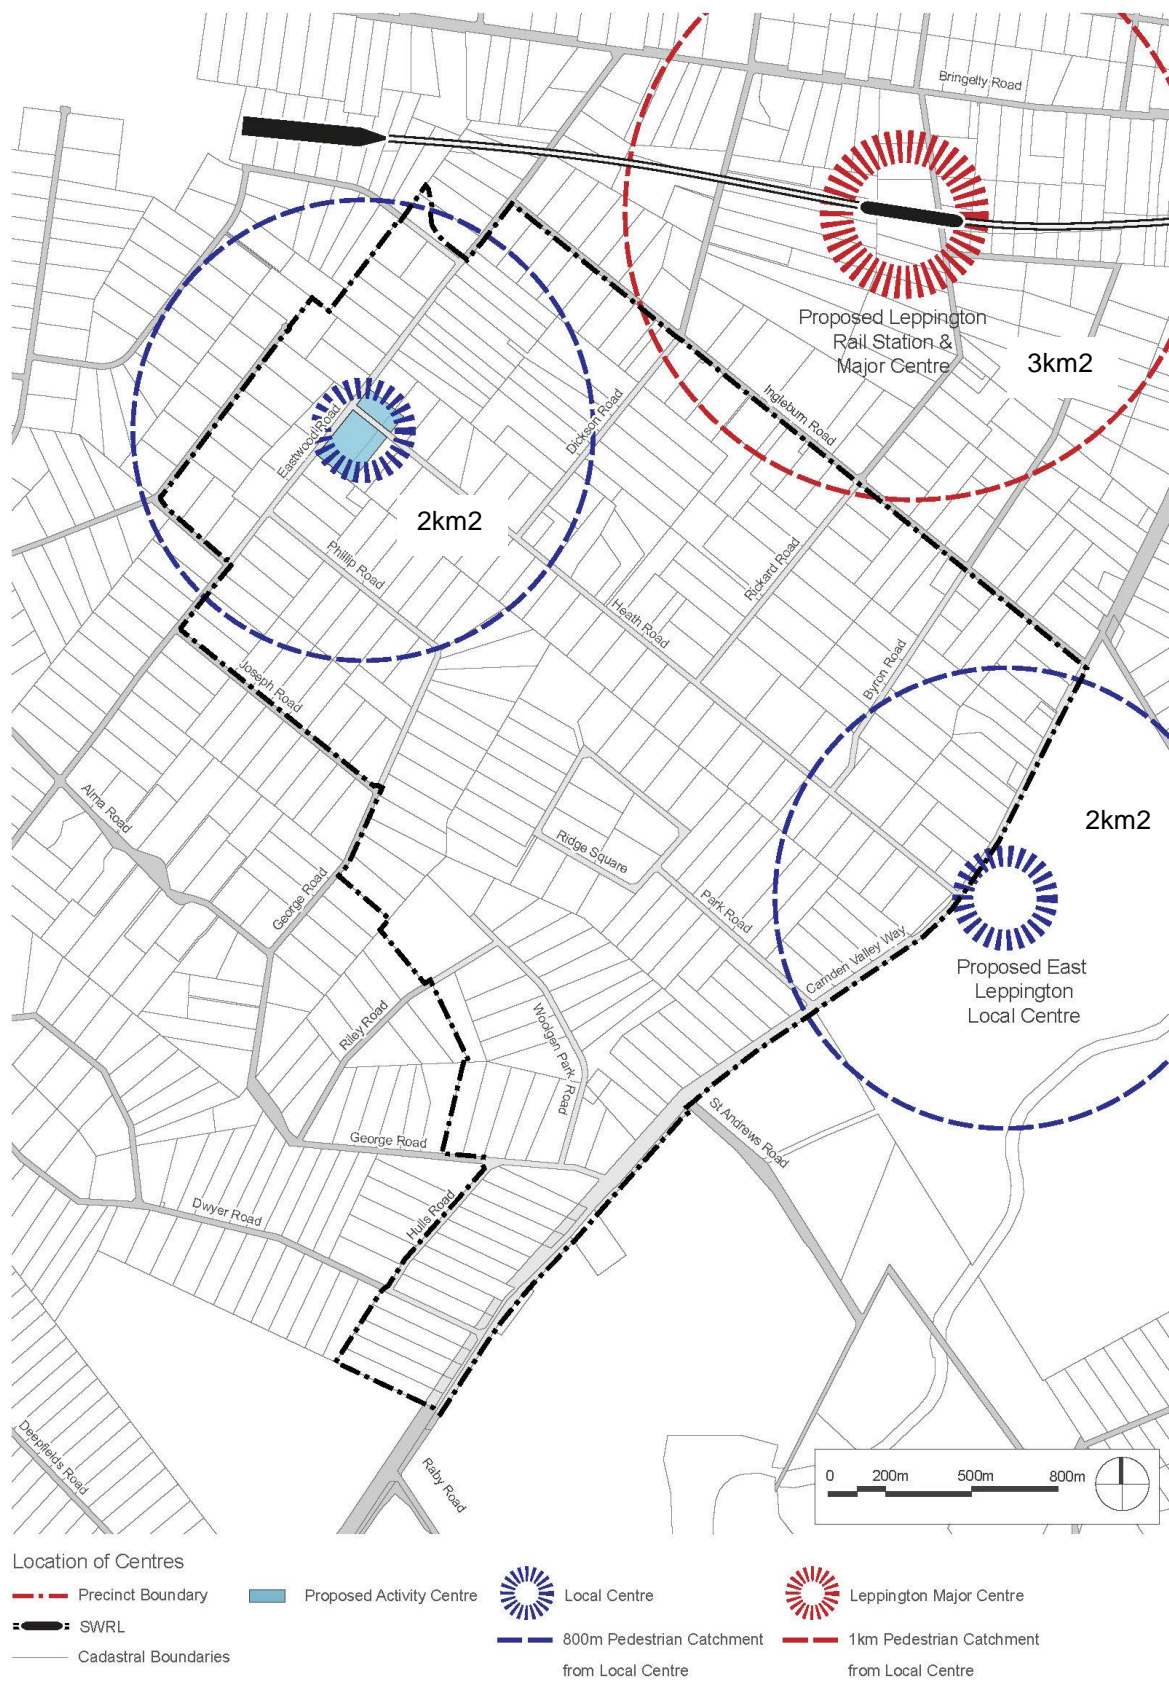 Bringelly Road
Proposed Leppington
Rail Station &
Major Centre
3km2
Ingleburn Road
Dickson Road
Eastwood Road
2km2
Phillip Road
Rickard Road
Heath Road
Byron Road
Joseph Road
Alma Road
2km2
Ridge Square
George Road
Park Road
Camden Valley Way
Proposed East
Leppington
Local Centre
Riley Road
Woolgen Park Road
St Andrews Road
George Road
Hulls Road
Dwyer Road
Deepfields Road
Raby Road
0 200m 500m 800m
Location of Centres
Precinct Boundary
Proposed Activity Centre
Local Centre
Leppington Major Centre
SWRL
800m Pedestrian Catchment
from Local Centre
1km Pedestrian Catchment
from Local Centre
Cadastral Boundaries